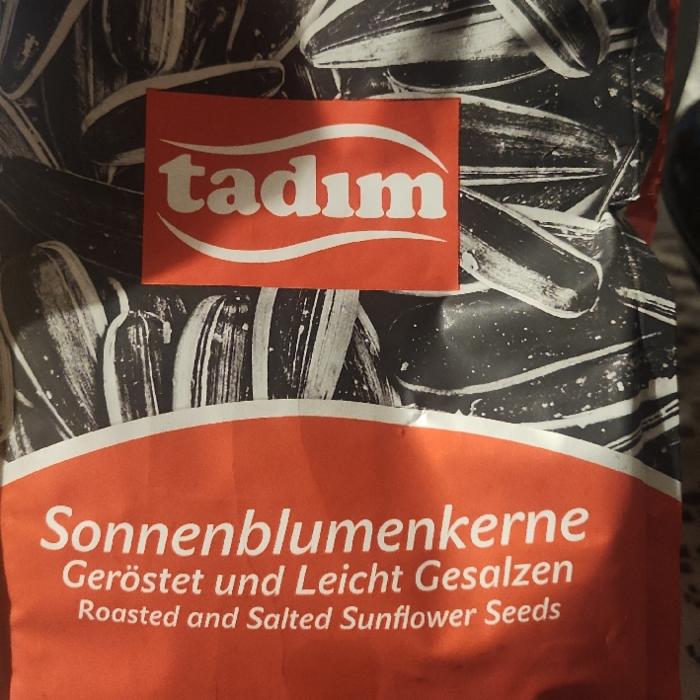 tadım
Sonnenblumenkerne
Geröstet und Leicht Gesalzen
Roasted and Salted Sunflower Seeds